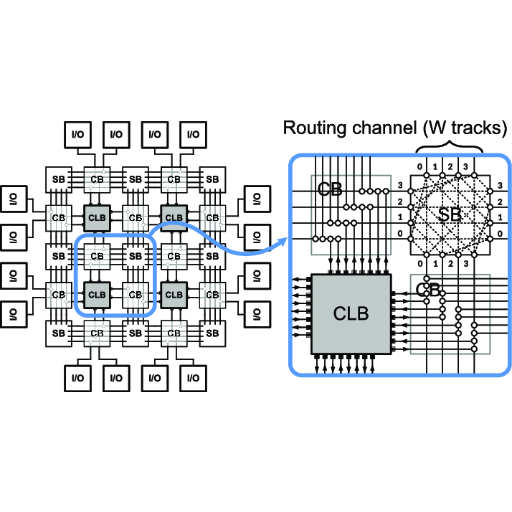 Routing channel (W tracks)
I/O I/O I/O I/O
0 1 2 3
SB CB SB CB SB
I/O I/O
CB
3 3
CB CLB CB CLB CB
2 SB 2
1 1
I/O I/O
0 0
SB CB SB CB SB
0 1 2 3
I/O I/O
CB
CB CLB CB CLB CB
CLB
I/O I/O
SB CB SB CB SB
I/O I/O I/O I/O